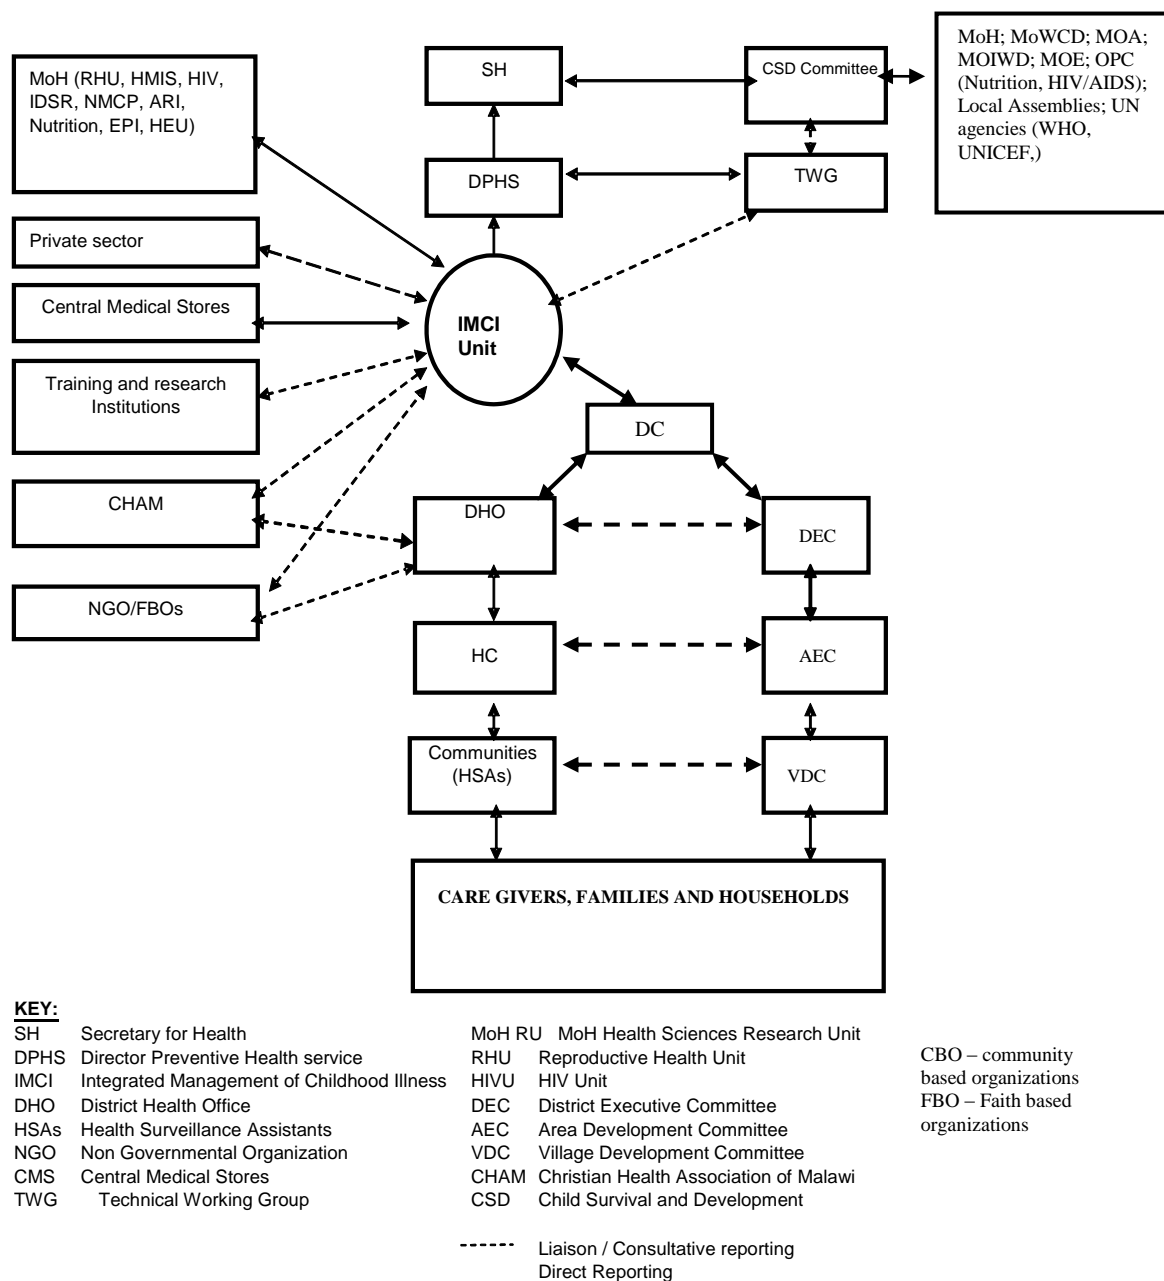 SH
CSD Committee
MoH; MoWCD; MOA;
MOIWD; MOE; OPC
(Nutrition, HIV/AIDS);
Local Assemblies; UN
agencies (WHO,
UNICEF,)
MoH (RHU, HMIS, HIV,
IDSR, NMCP, ARI,
Nutrition, EPI, HEU)
DPHS
TWG
Private sector
Central Medical Stores
IMCI
Unit
Training and research
Institutions
DC
CHAM
DHO
DEC
NGO/FBOs
HC
AEC
Communities
(HSAs)
VDC
CARE GIVERS, FAMILIES AND HOUSEHOLDS
KEY:
SH Secretary for Health
DPHS Director Preventive Health service
IMCI Integrated Management of Childhood Illness
DHO District Health Office
HSAs Health Surveillance Assistants
NGO Non Governmental Organization
CMS Central Medical Stores
TWG Technical Working Group
MoH RU MoH Health Sciences Research Unit
RHU Reproductive Health Unit
HIVU HIV Unit
DEC District Executive Committee
AEC Area Development Committee
VDC Village Development Committee
CHAM Christian Health Association of Malawi
CSD Child Survival and Development
CBO – community
based organizations
FBO – Faith based
organizations
Liaison / Consultative reporting
Direct Reporting